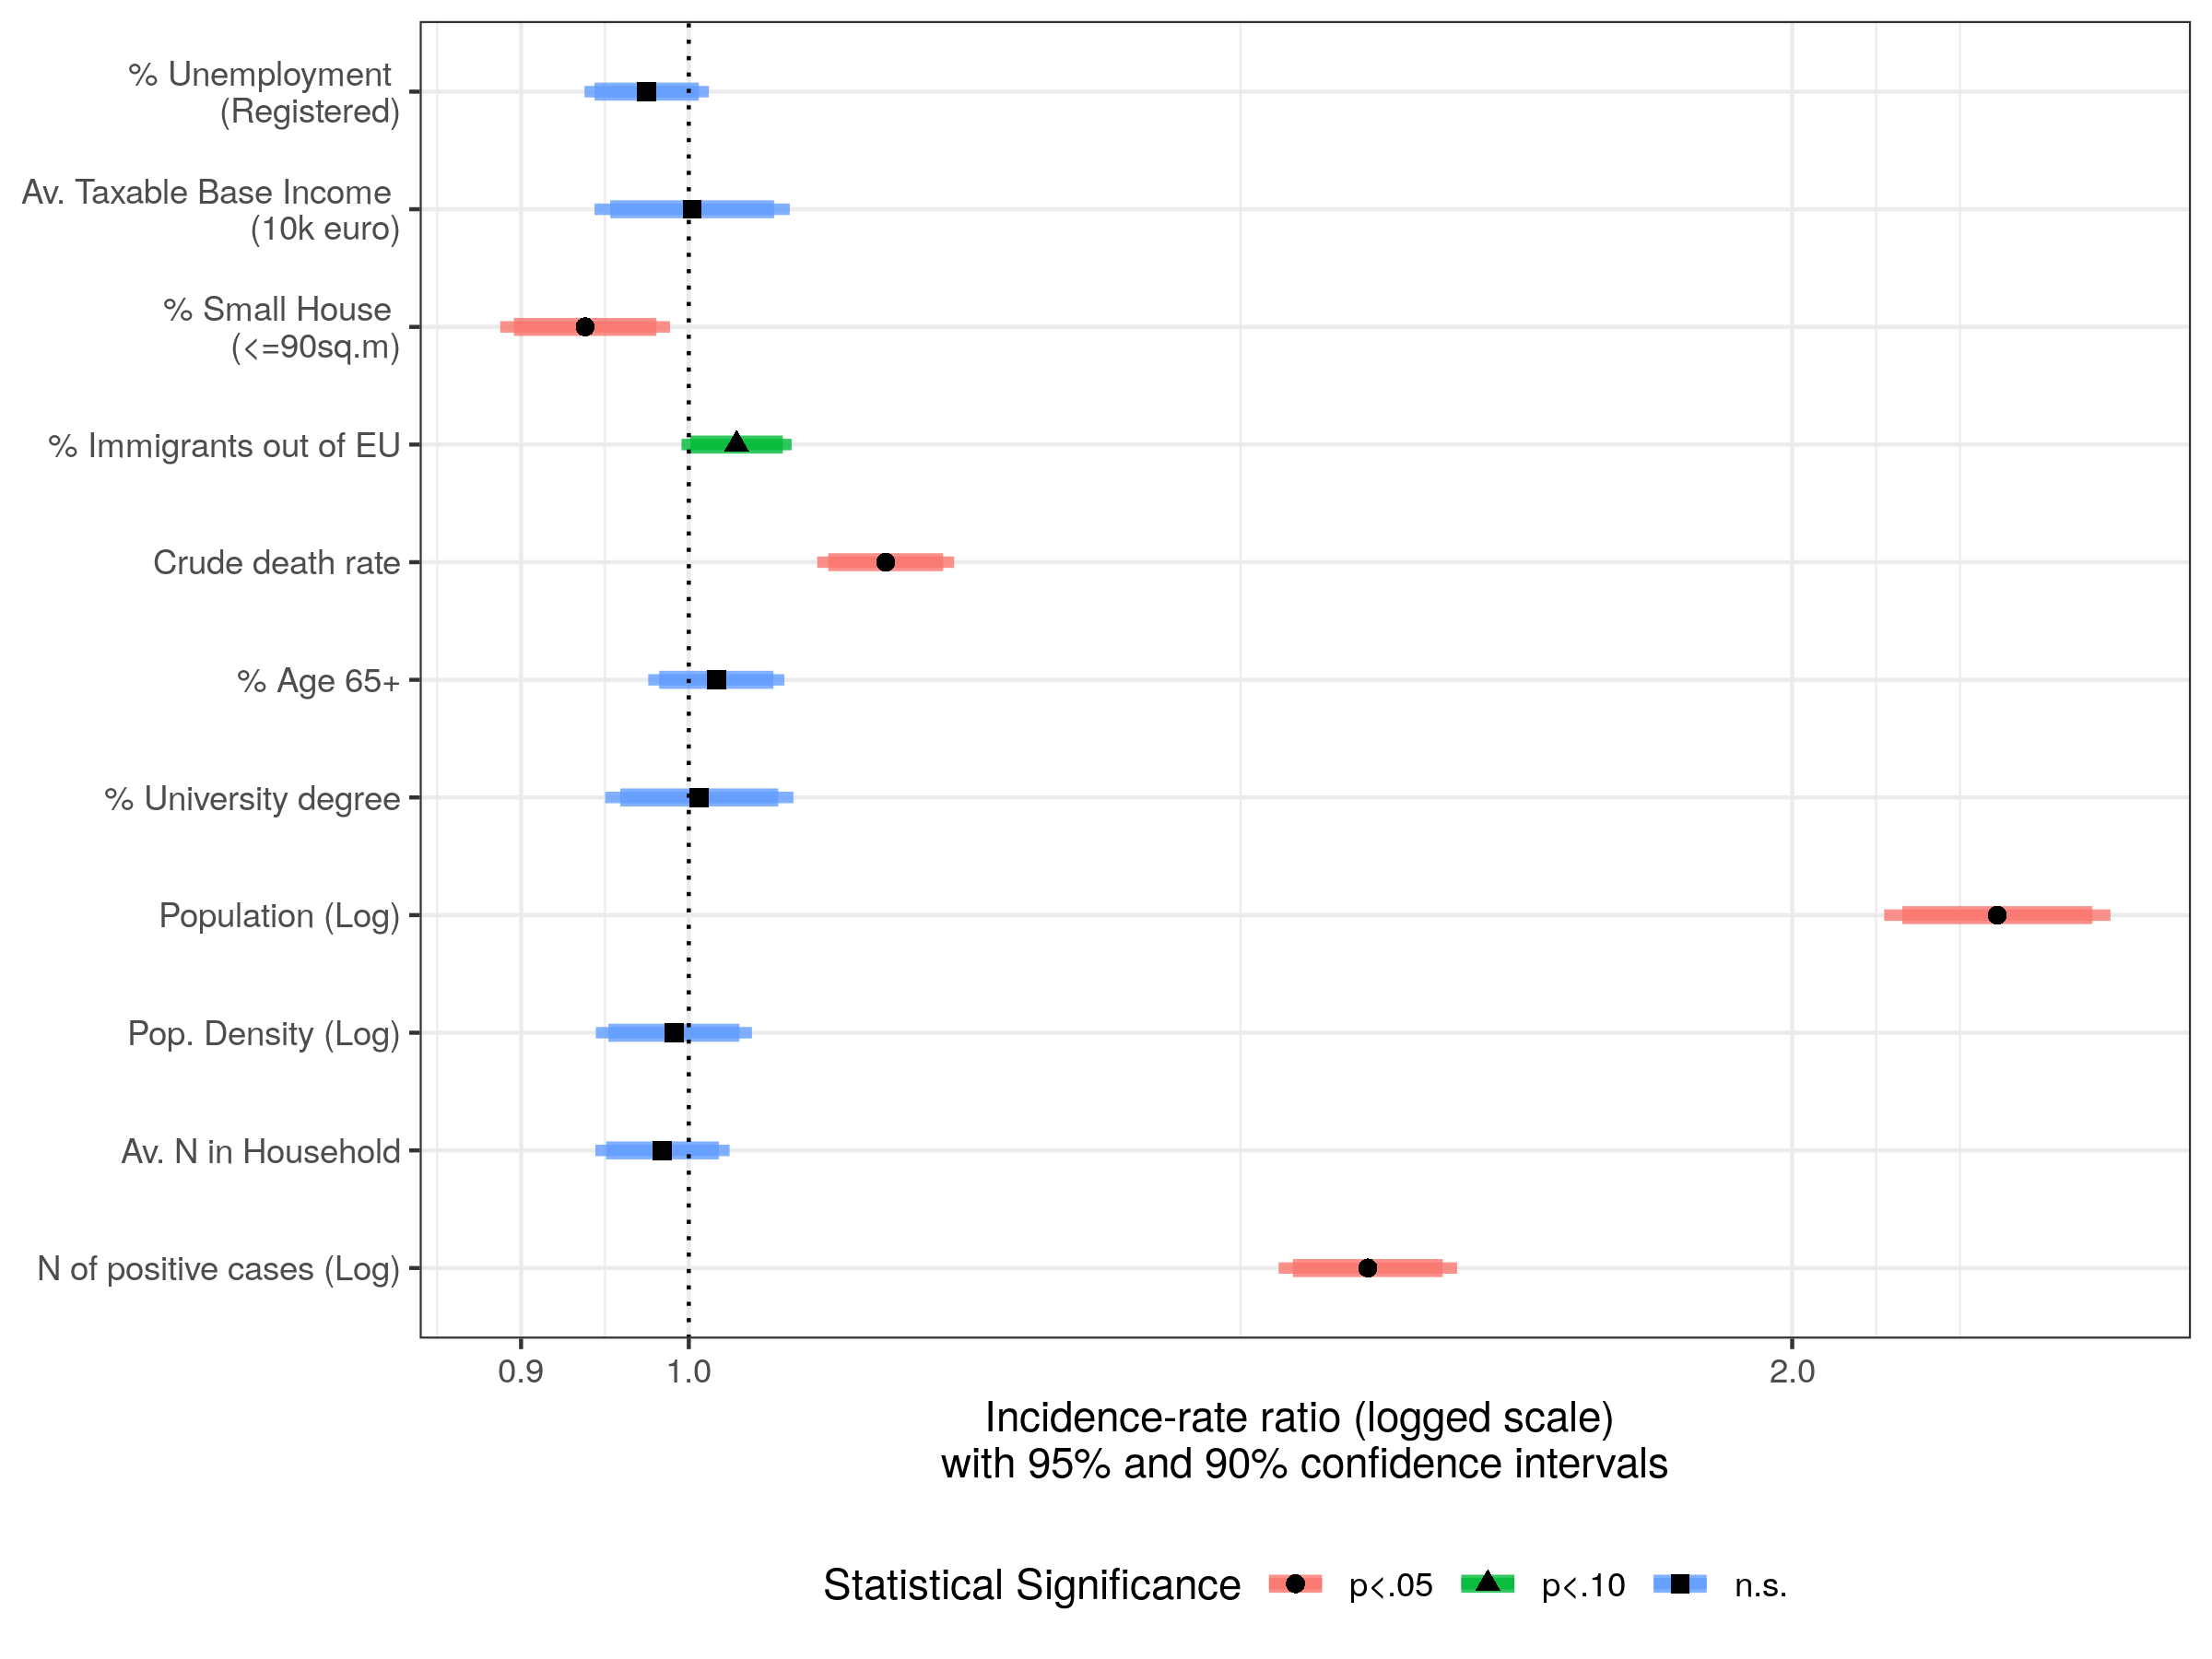 % Unemployment
(Registered)
Av. Taxable Base Income
(10k euro)
% Small House
(<=90sq.m)
% Immigrants out of EU
Crude death rate
% Age 65+
% University degree
Population (Log)
Pop. Density (Log)
Av. N in Household
N of positive cases (Log)
0.9 1.0 2.0
Incidence-rate ratio (logged scale)
with 95% and 90% confidence intervals
Statistical Significance p<.05 p<.10 n.s.